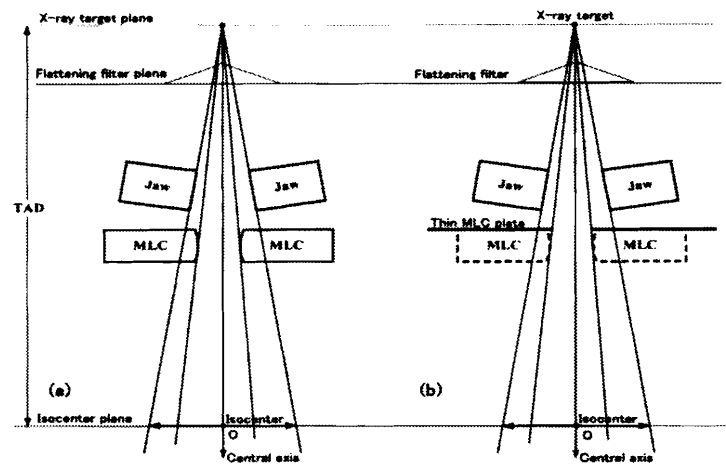 X-ray target plane
Flattening filter plane
Jaw
Jaw
TAD
MLC
MLC
(a)
Isocenter plane
Isocenter
O
Central axis
X-ray target
Flattening filter
Jaw
Jaw
Thin MLC plate
MLC
MLC
(b)
Isocenter
O
Central axis